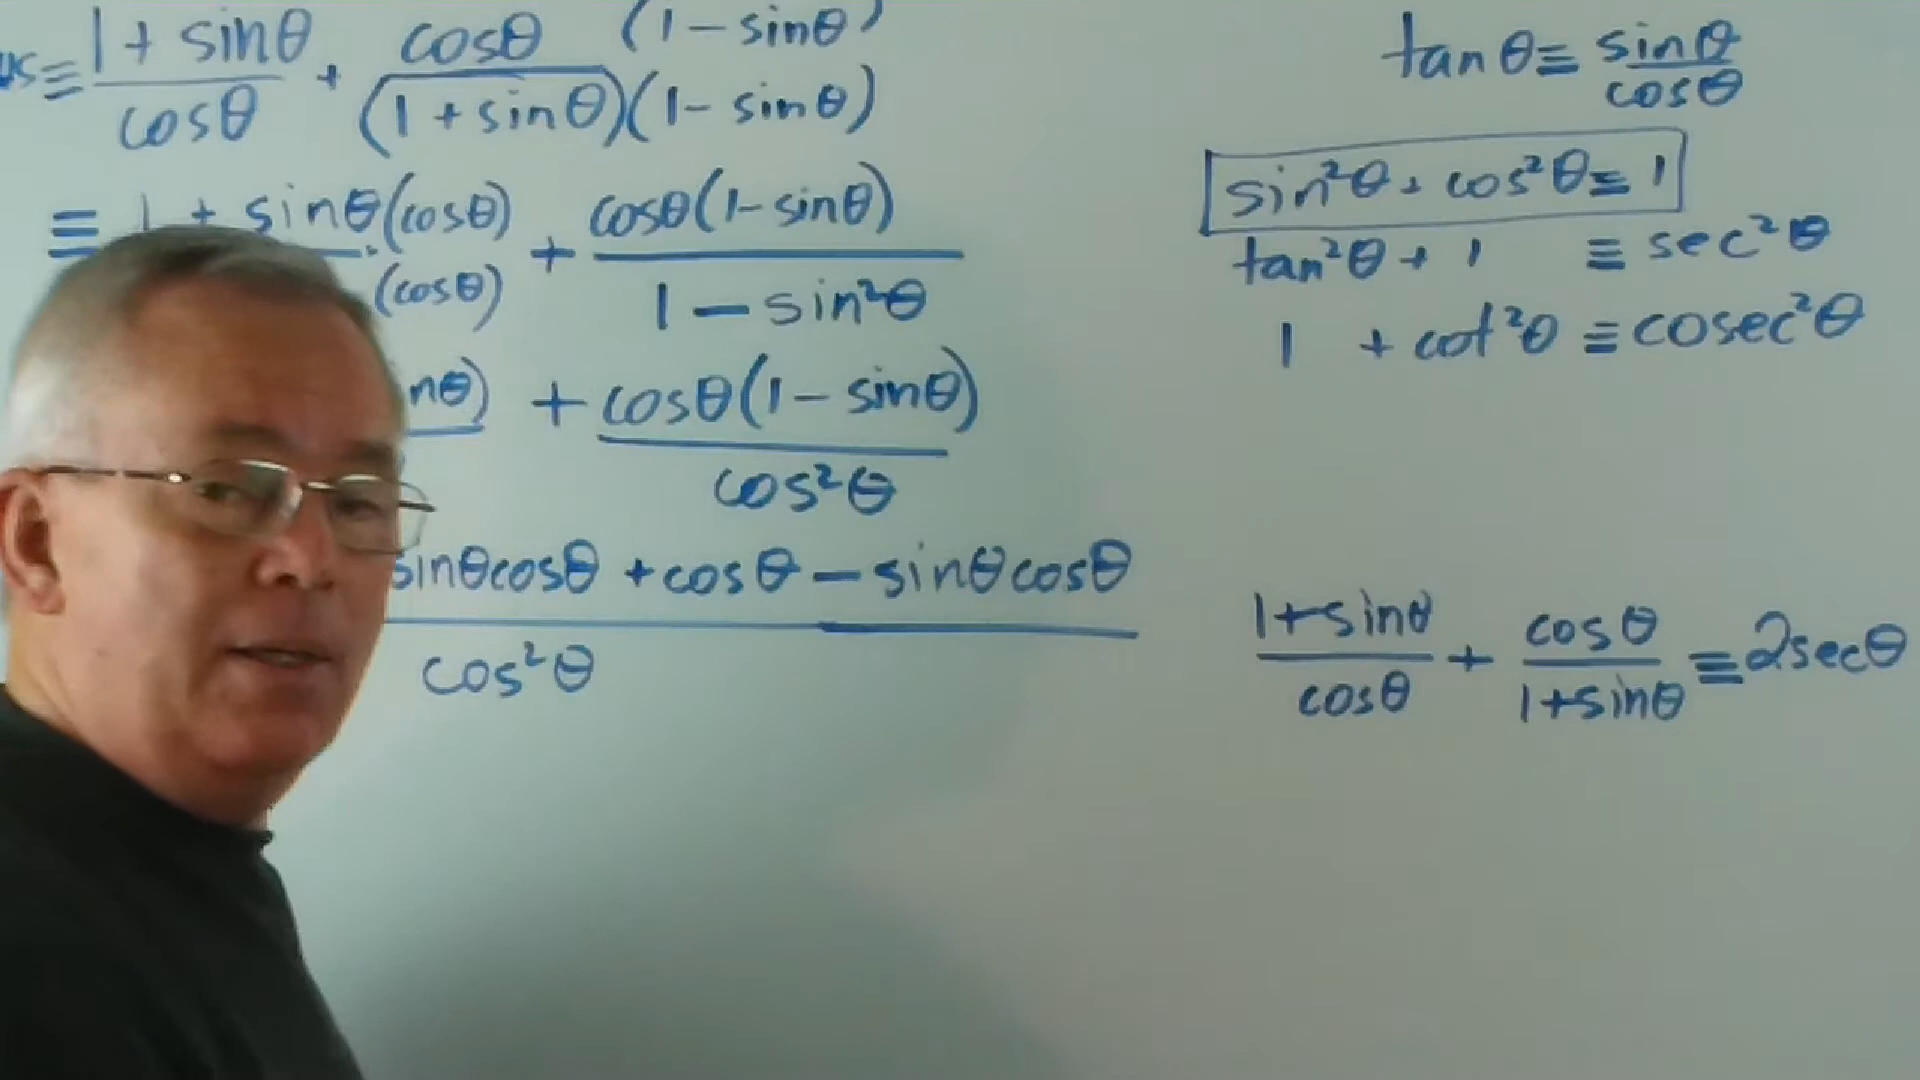 ≡ 1 + sinθ / cosθ + cosθ (1 - sinθ) / (1 + sinθ)(1 - sinθ)
≡ 1 + sinθ(cosθ) / (cosθ) + cosθ(1 - sinθ) / 1 - sin²θ
nθ) + cosθ(1 - sinθ) / cos²θ
sinθcosθ + cosθ - sinθcosθ / cos²θ
tanθ ≡ sinθ / cosθ
sin²θ + cos²θ ≡ 1
tan²θ + 1 ≡ sec²θ
1 + cot²θ ≡ cosec²θ
1+sinθ / cosθ + cosθ / 1+sinθ ≡ 2secθ